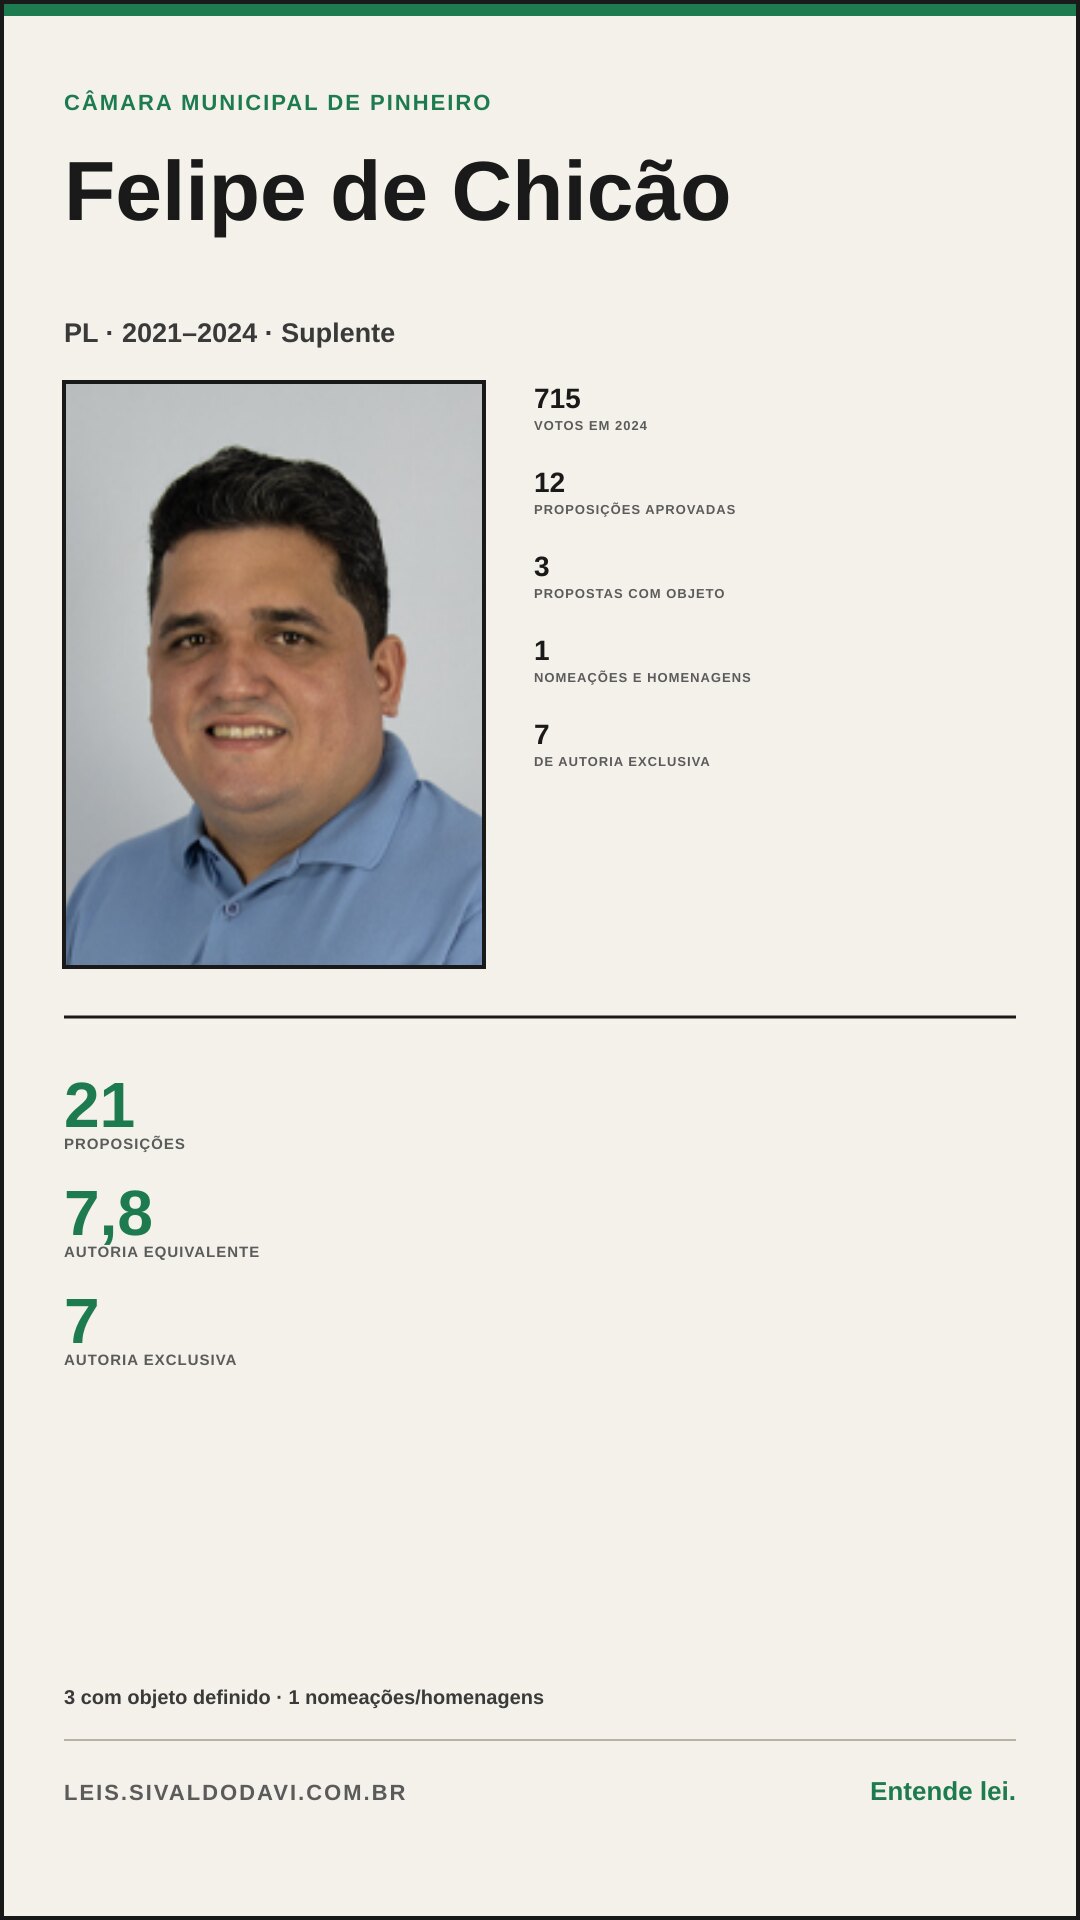 CÂMARA MUNICIPAL DE PINHEIRO
Felipe de Chicão
PL · 2021–2024 · Suplente
715
VOTOS EM 2024
12
PROPOSIÇÕES APROVADAS
3
PROPOSTAS COM OBJETO
1
NOMEAÇÕES E HOMENAGENS
7
DE AUTORIA EXCLUSIVA
21
PROPOSIÇÕES
7,8
AUTORIA EQUIVALENTE
7
AUTORIA EXCLUSIVA
3 com objeto definido · 1 nomeações/homenagens
LEIS.SIVALDODAVI.COM.BR
Entende lei.